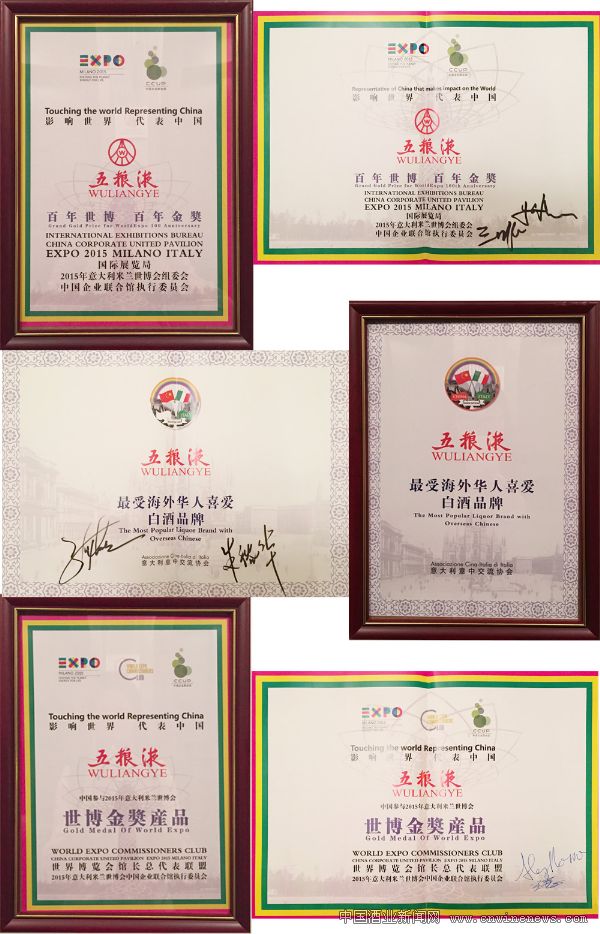 EXPO
MILANO 2015
CCUP
Touching the world Representing China
影响世界 代表中国
五粮液
WULIANGYE
百年世博 百年金奖
Grand Gold Prize for WorldExpo 100 Anniversary
INTERNATIONAL EXHIBITIONS BUREAU
CHINA CORPORATE UNITED PAVILION
EXPO 2015 MILANO ITALY
国际展览局
2015年意大利米兰世博会组委会
中国企业联合馆执行委员会
EXPO
MILANO 2015
CCUP
Representative of China that makes impact on the World
影响世界 代表中国
五粮液
WULIANGYE
百年世博 百年金奖
Grand Gold Prize for WorldExpo 100th Anniversary
INTERNATIONAL EXHIBITIONS BUREAU
CHINA CORPORATE UNITED PAVILION
EXPO 2015 MILANO ITALY
国际展览局
2015年意大利米兰世博会组委会
中国企业联合馆执行委员会
五粮液
WULIANGYE
最受海外华人喜爱
白酒品牌
The Most Popular Liquor Brand with
Overseas Chinese
Associazione Cina-Italia di Italia
意大利意中交流协会
CHINA ITALY
五粮液
WULIANGYE
最受海外华人喜爱
白酒品牌
The Most Popular Liquor Brand with
Overseas Chinese
Associazione Cina-Italia di Italia
意大利意中交流协会
EXPO
MILANO 2015
WORLD EXPO COMMISSIONERS CLUB
CCUP
Touching the world Representing China
影响世界 代表中国
五粮液
WULIANGYE
中国参与2015年意大利米兰世博会
世博金奖産品
Gold Medal Of World Expo
WORLD EXPO COMMISSIONERS CLUB
CHINA CORPORATE UNITED PAVILION EXPO 2015 MILANO ITALY
世界博览会馆长总代表联盟
2015年意大利米兰世博会中国企业联合馆执行委员会
EXPO
MILANO 2015
CCUP
Touching the world Representing China
影响世界 代表中国
五粮液
WULIANGYE
中国参与2015年意大利米兰世博会
世博金奖産品
Gold Medal Of World Expo
WORLD EXPO COMMISSIONERS CLUB
CHINA CORPORATE UNITED PAVILION EXPO 2015 MILANO ITALY
世界博览会馆长总代表联盟
2015年意大利米兰世博会中国企业联合馆执行委员会
中国酒业新闻网 www.cnwinenews.com